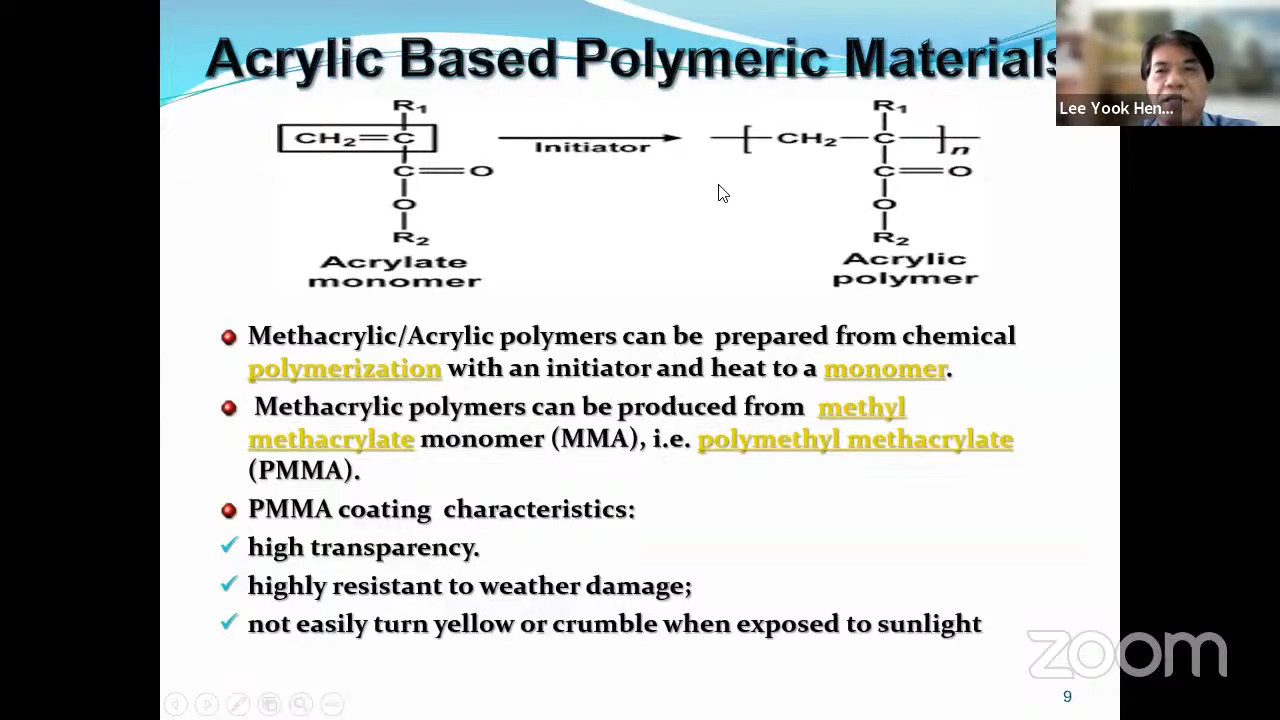 Acrylic Based Polymeric Materials
Lee Yook Hen...
R₁
CH₂=C
C=O
O
R₂
Acrylate
monomer
Initiator
R₁
[CH₂—C]n
C=O
O
R₂
Acrylic
polymer
Methacrylic/Acrylic polymers can be prepared from chemical
polymerization with an initiator and heat to a monomer.
Methacrylic polymers can be produced from methyl
methacrylate monomer (MMA), i.e. polymethyl methacrylate
(PMMA).
PMMA coating characteristics:
high transparency.
highly resistant to weather damage;
not easily turn yellow or crumble when exposed to sunlight
zoom
9